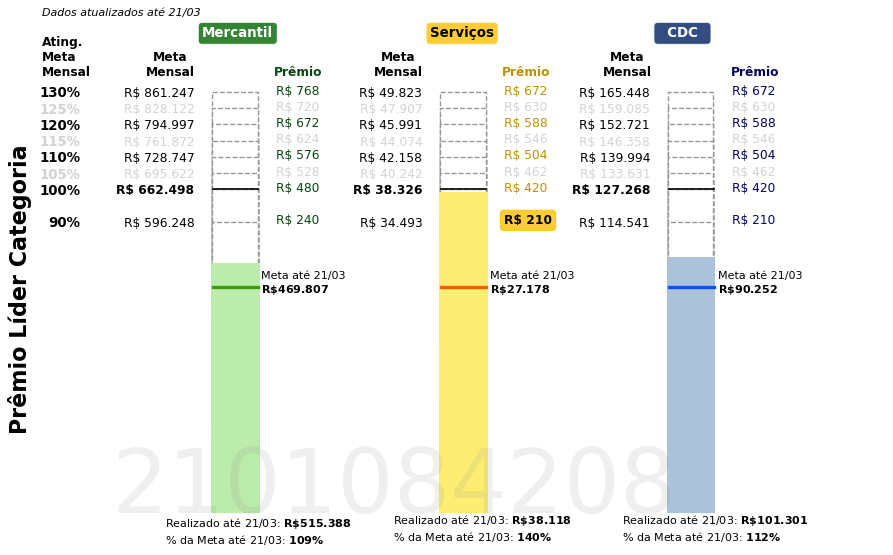 Dados atualizados até 21/03
Mercantil Serviços CDC
Ating.
Meta Meta Meta Meta
Mensal Mensal Prêmio Mensal Prêmio Mensal Prêmio
130% R$ 861.247 R$ 768 R$ 49.823 R$ 672 R$ 165.448 R$ 672
125% R$ 828.122 R$ 720 R$ 47.907 R$ 630 R$ 159.085 R$ 630
120% R$ 794.997 R$ 672 R$ 45.991 R$ 588 R$ 152.721 R$ 588
115% R$ 761.872 R$ 624 R$ 44.074 R$ 546 R$ 146.358 R$ 546
110% R$ 728.747 R$ 576 R$ 42.158 R$ 504 R$ 139.994 R$ 504
105% R$ 695.622 R$ 528 R$ 40.242 R$ 462 R$ 133.631 R$ 462
100% R$ 662.498 R$ 480 R$ 38.326 R$ 420 R$ 127.268 R$ 420
90% R$ 596.248 R$ 240 R$ 34.493 R$ 210 R$ 114.541 R$ 210
Meta até 21/03 Meta até 21/03 Meta até 21/03
R$469.807 R$27.178 R$90.252
Prêmio Líder Categoria
2101084208
Realizado até 21/03: R$515.388 Realizado até 21/03: R$38.118 Realizado até 21/03: R$101.301
% da Meta até 21/03: 109% % da Meta até 21/03: 140% % da Meta até 21/03: 112%